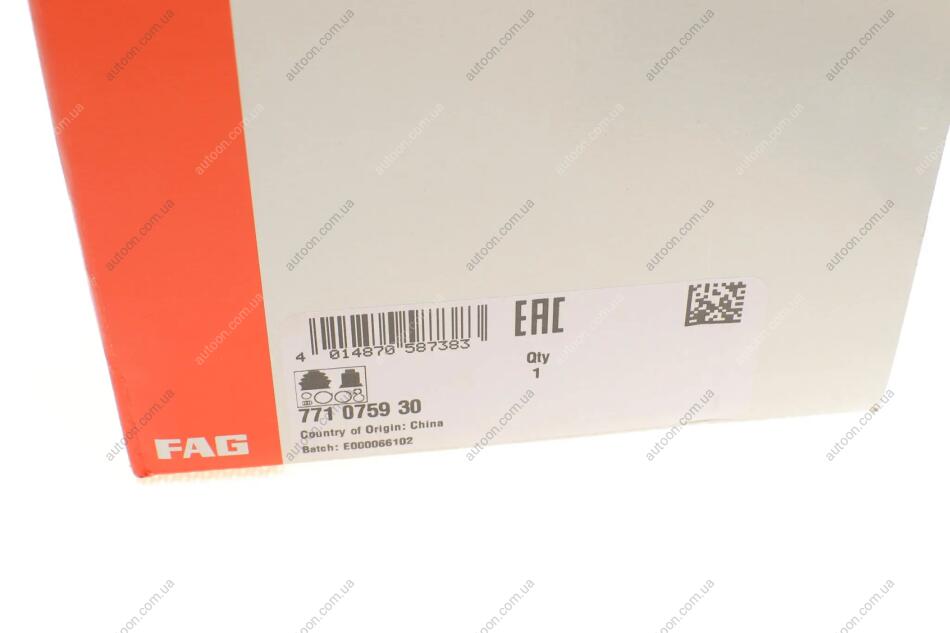 EAC
4 014870 587383
Qty
1
771 0759 30
Country of Origin: China
Batch: E000066102
FAG
autoon.com.ua